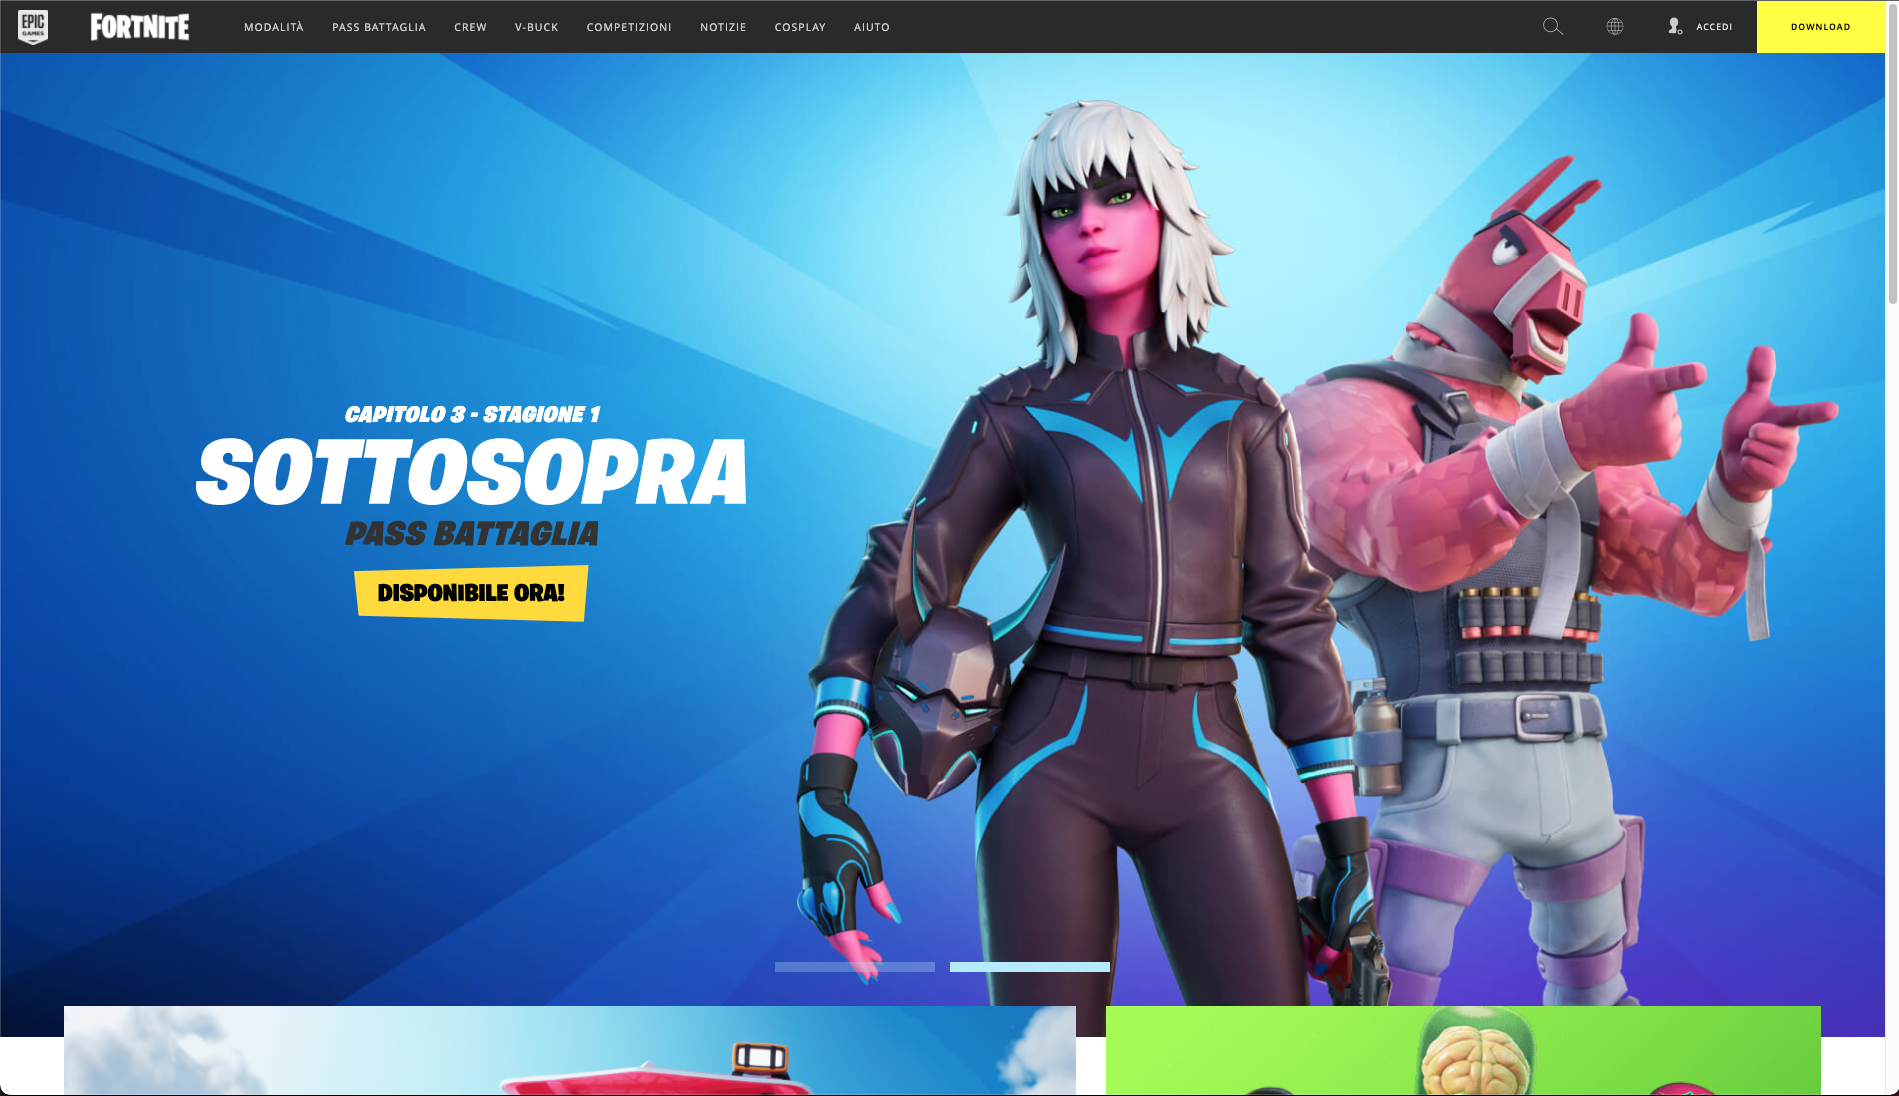 EPIC
GAMES
FORTNITE
MODALITÀ
PASS BATTAGLIA
CREW
V-BUCK
COMPETIZIONI
NOTIZIE
COSPLAY
AIUTO
ACCEDI
DOWNLOAD
CAPITOLO 3 - STAGIONE 1
SOTTOSOPRA
PASS BATTAGLIA
DISPONIBILE ORA!